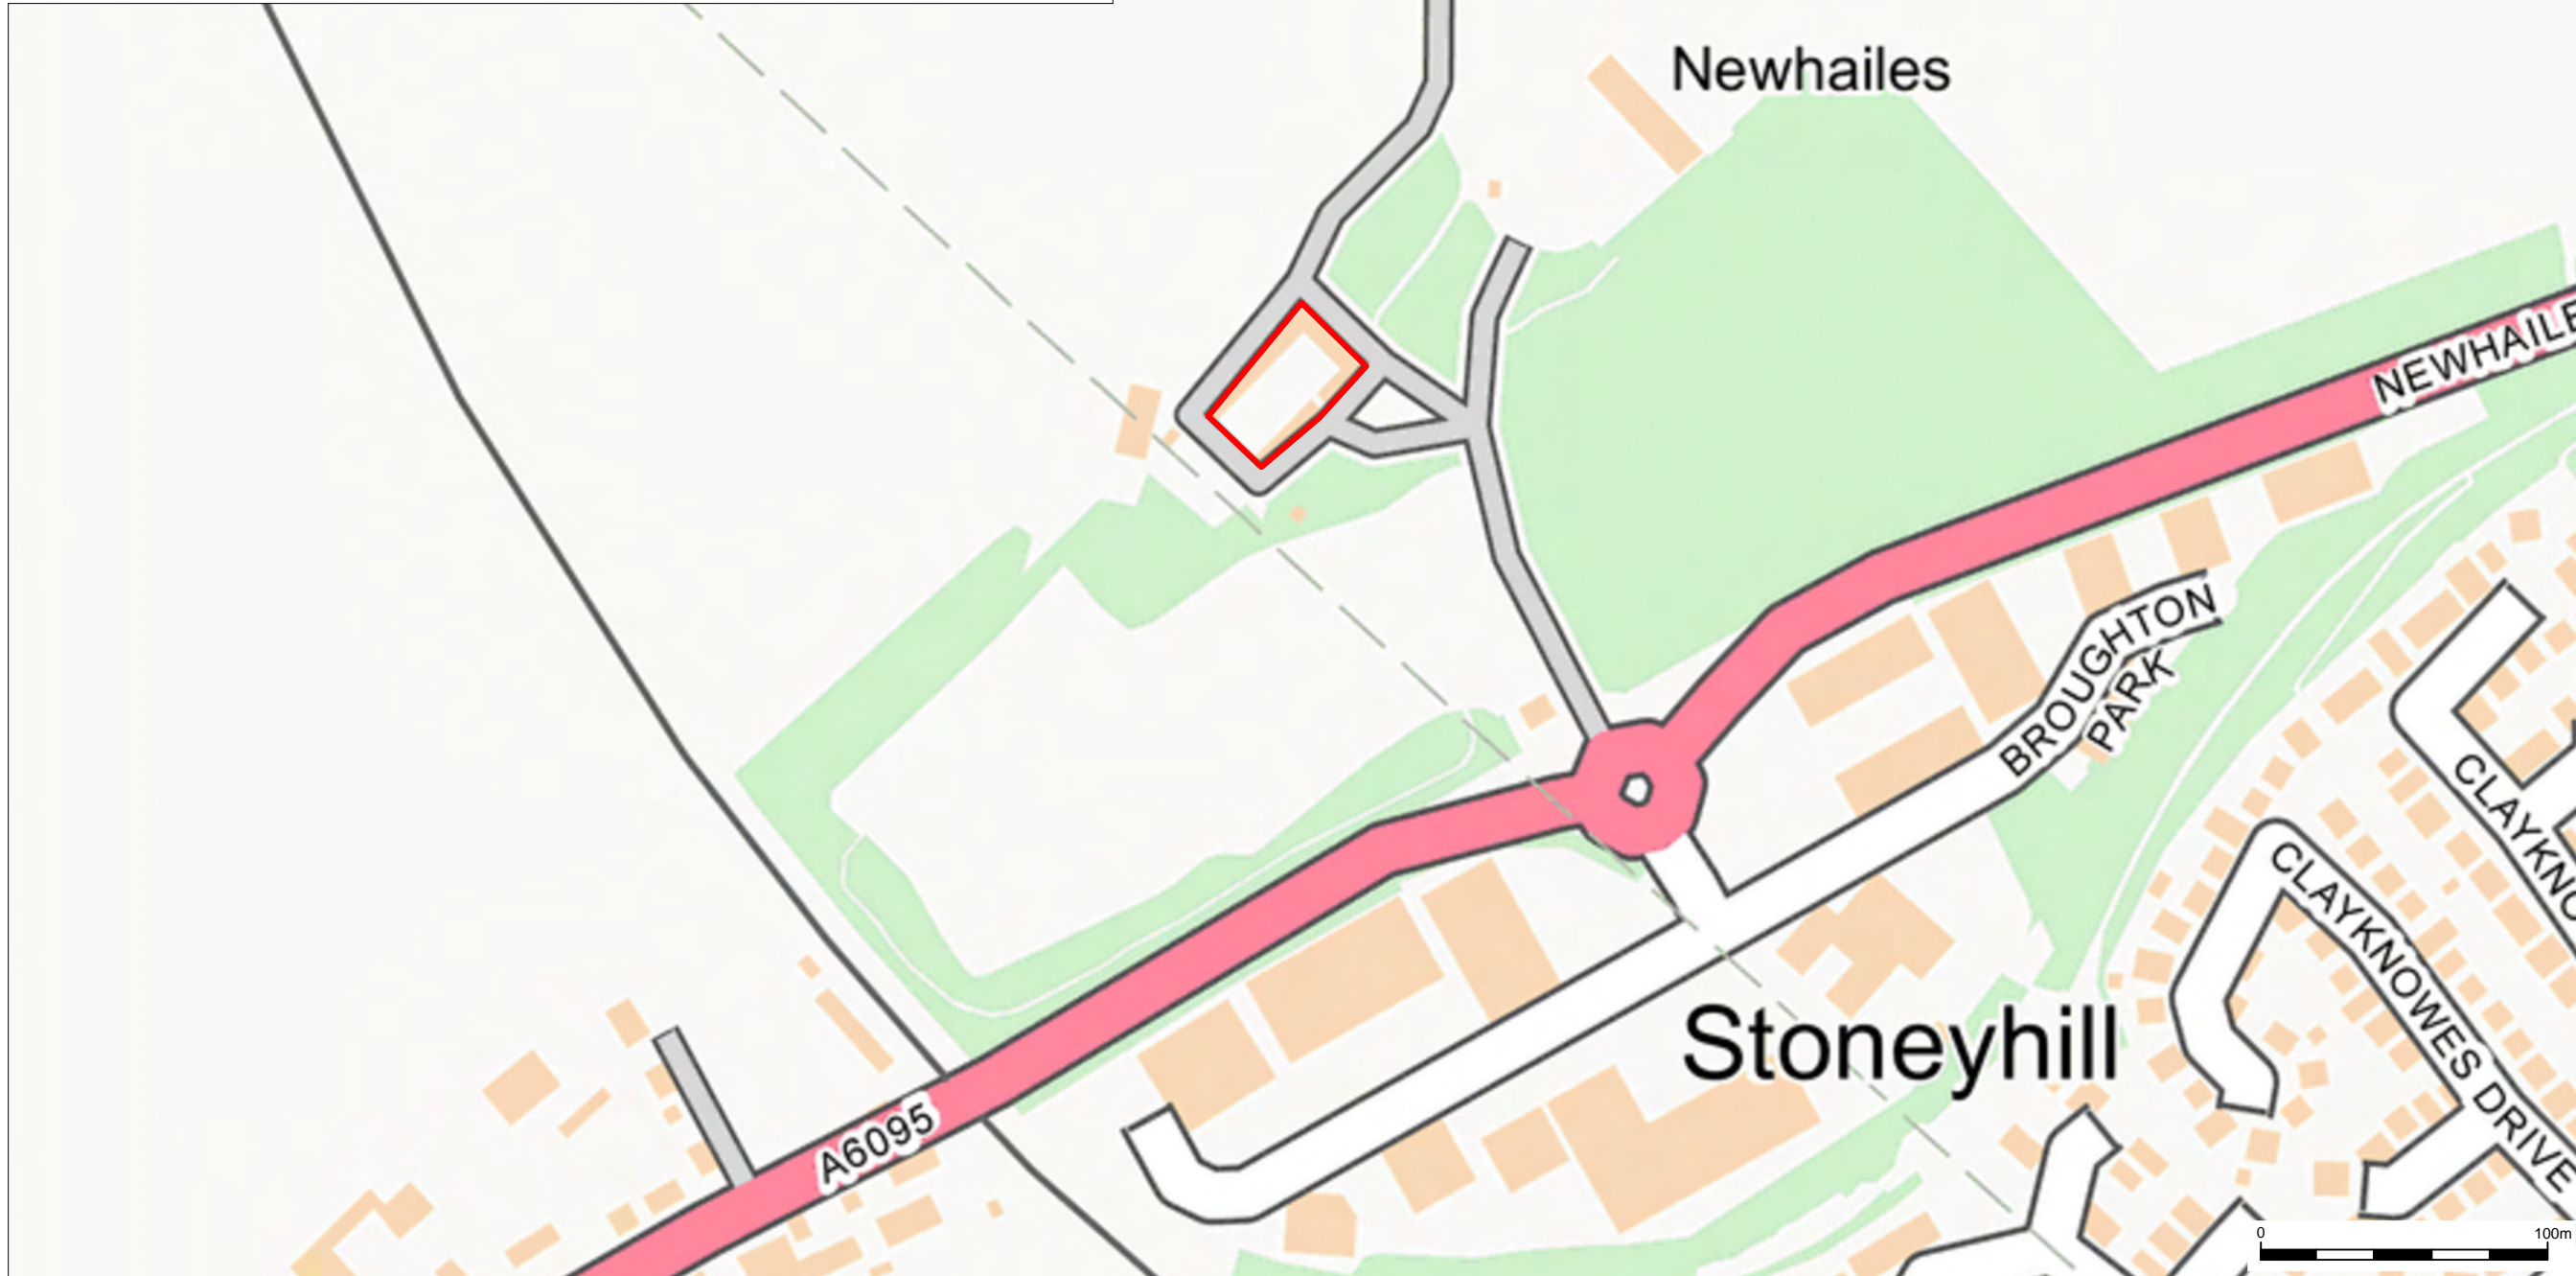 Newhailes
NEWHAILE
BROUGHTON
PARK
CLAYKNO
CLAYKNOWES DRIVE
Stoneyhill
A6095
0
100m